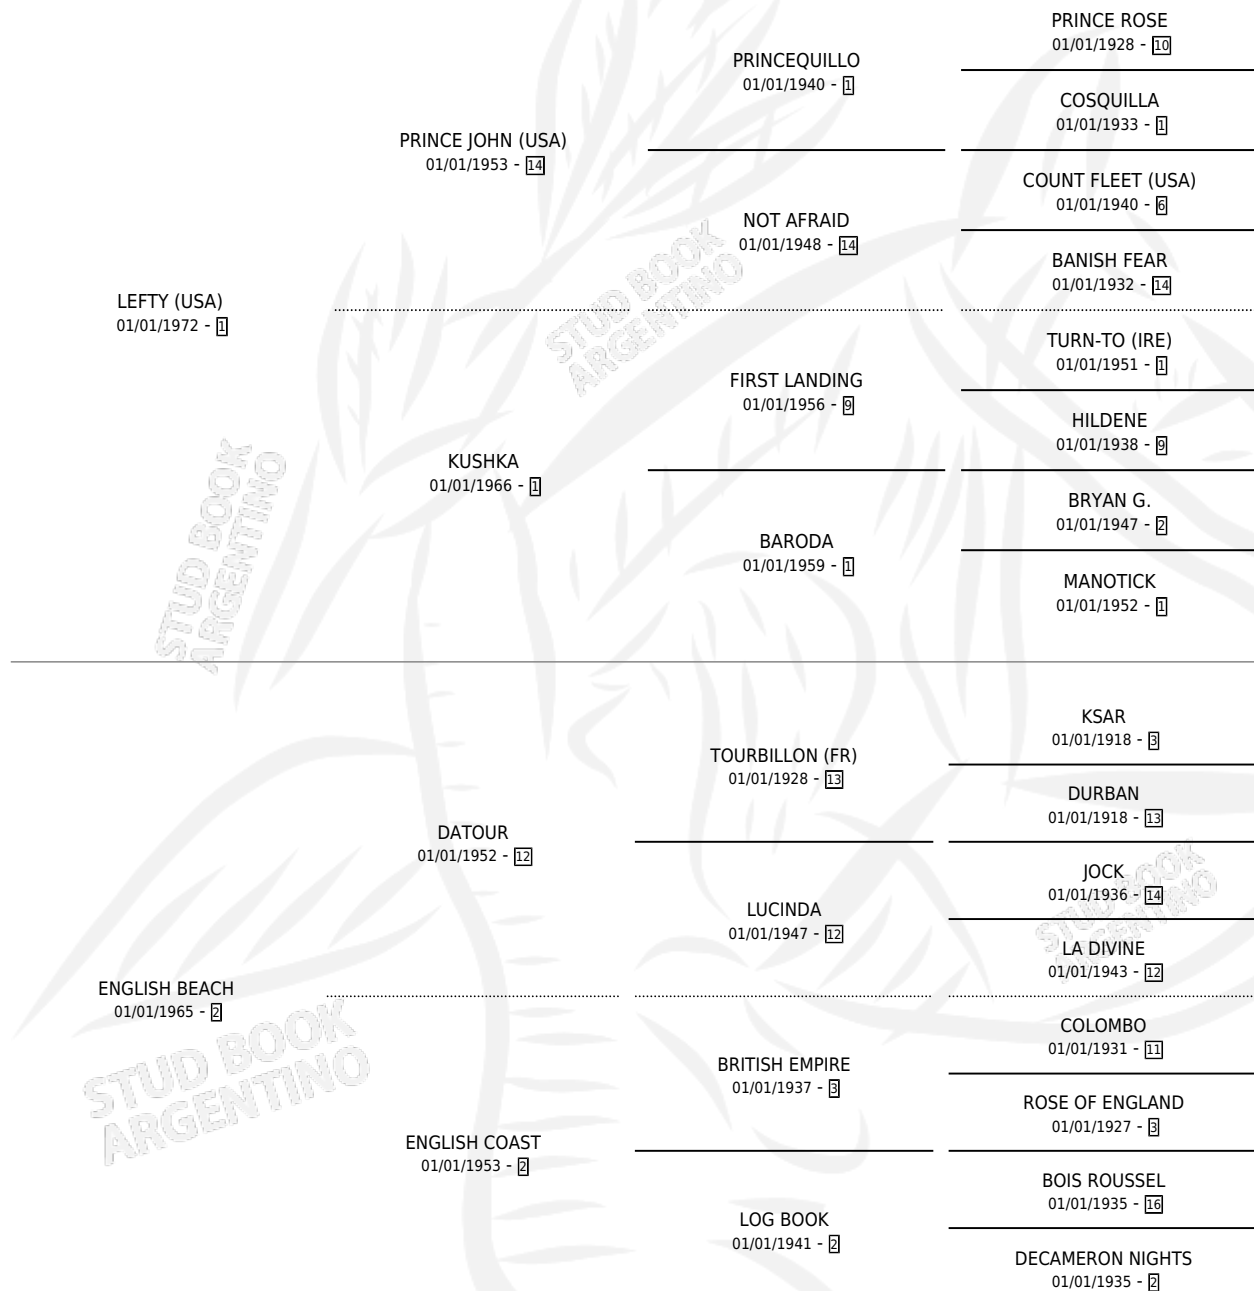 PRINCE ROSE
01/01/1928 - 10
PRINCEQUILLO
01/01/1940 - 1
COSQUILLA
01/01/1933 - 1
PRINCE JOHN (USA)
01/01/1953 - 14
COUNT FLEET (USA)
01/01/1940 - 6
NOT AFRAID
01/01/1948 - 14
BANISH FEAR
01/01/1932 - 14
LEFTY (USA)
01/01/1972 - 1
STUD BOOK
ARGENTINO
TURN-TO (IRE)
01/01/1951 - 1
FIRST LANDING
01/01/1956 - 9
HILDENE
01/01/1938 - 9
KUSHKA
01/01/1966 - 1
BRYAN G.
01/01/1947 - 2
BARODA
01/01/1959 - 1
MANOTICK
01/01/1952 - 1
STUD BOOK
ARGENTINO
KSAR
01/01/1918 - 3
TOURBILLON (FR)
01/01/1928 - 13
DURBAN
01/01/1918 - 13
DATOUR
01/01/1952 - 12
JOCK
01/01/1936 - 14
LUCINDA
01/01/1947 - 12
LA DIVINE
01/01/1943 - 12
STUD BOOK
ARGENTINO
ENGLISH BEACH
01/01/1965 - 2
COLOMBO
01/01/1931 - 11
BRITISH EMPIRE
01/01/1937 - 3
ROSE OF ENGLAND
01/01/1927 - 3
STUD BOOK
ARGENTINO
ENGLISH COAST
01/01/1953 - 2
BOIS ROUSSEL
01/01/1935 - 16
LOG BOOK
01/01/1941 - 2
DECAMERON NIGHTS
01/01/1935 - 2